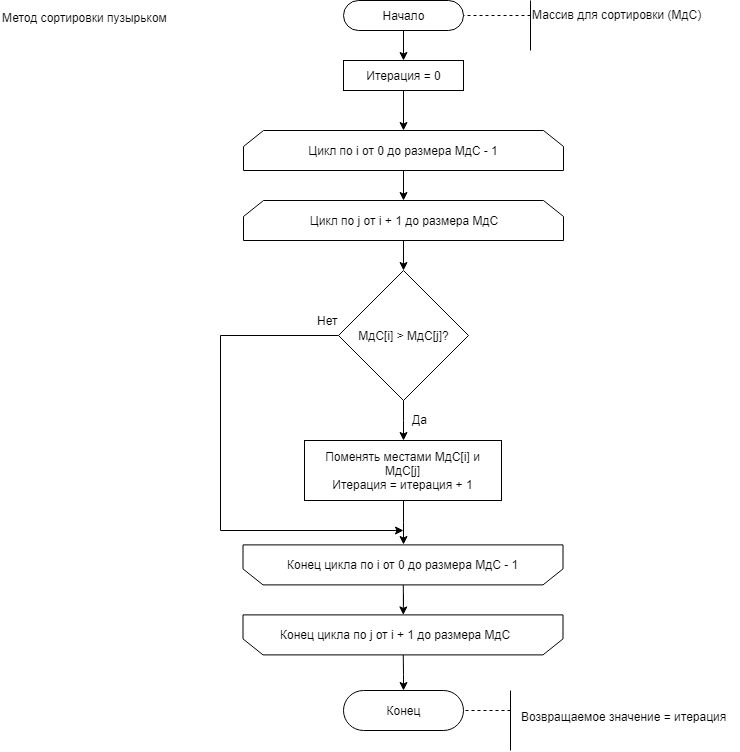 Метод сортировки пузырьком
Начало
Массив для сортировки (МдС)
Итерация = 0
Цикл по i от 0 до размера МдС - 1
Цикл по j от i + 1 до размера МдС
Нет
МдС[i] > МдС[j]?
Да
Поменять местами МдС[i] и
МдС[j]
Итерация = итерация + 1
Конец цикла по i от 0 до размера МдС - 1
Конец цикла по j от i + 1 до размера МдС
Конец
Возвращаемое значение = итерация